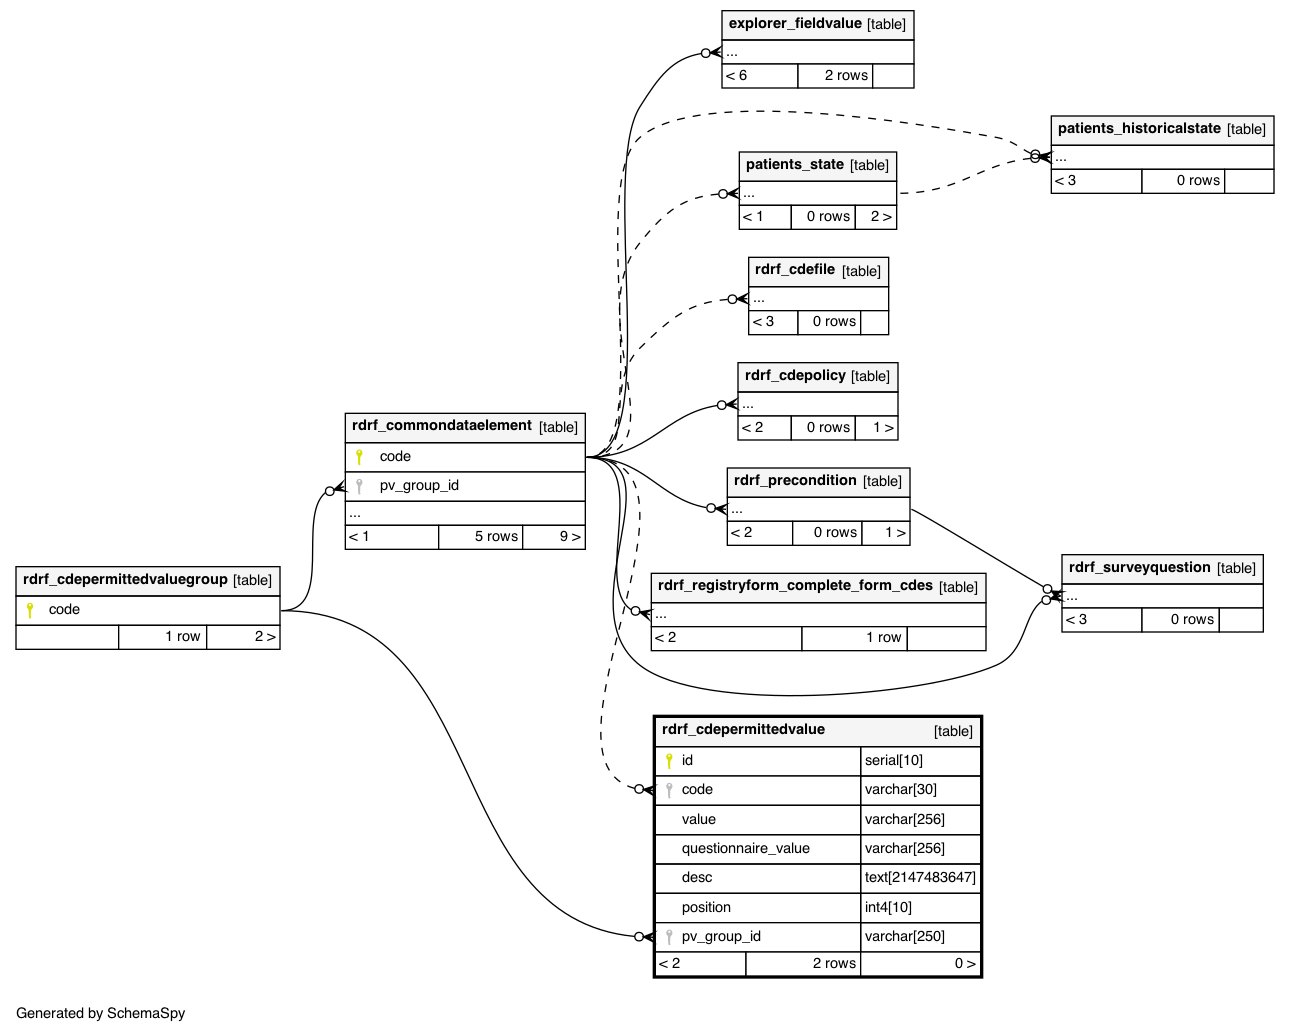 explorer_fieldvalue [table]
...
< 6 2 rows
patients_historicalstate [table]
...
< 3 0 rows
patients_state [table]
...
< 1 0 rows 2 >
rdrf_cdefile [table]
...
< 3 0 rows
rdrf_cdepolicy [table]
...
< 2 0 rows 1 >
rdrf_commondataelement [table]
code
pv_group_id
...
< 1 5 rows 9 >
rdrf_precondition [table]
...
< 2 0 rows 1 >
rdrf_surveyquestion [table]
...
< 3 0 rows
rdrf_cdepermittedvaluegroup [table]
code
1 row 2 >
rdrf_registryform_complete_form_cdes [table]
...
< 2 1 row
rdrf_cdepermittedvalue [table]
id serial[10]
code varchar[30]
value varchar[256]
questionnaire_value varchar[256]
desc text[2147483647]
position int4[10]
pv_group_id varchar[250]
< 2 2 rows 0 >
Generated by SchemaSpy